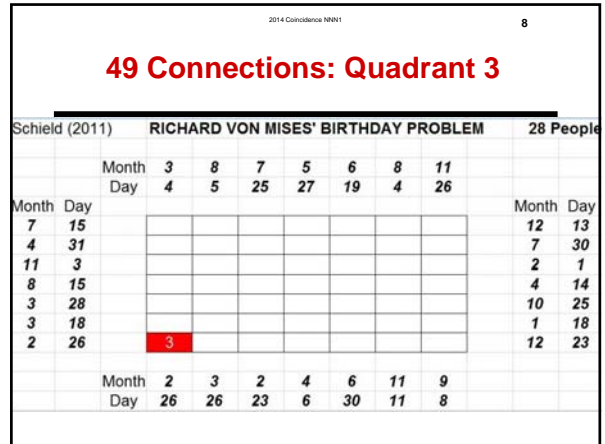 2014 Coincidence NNN1
8
49 Connections: Quadrant 3
Schield (2011) RICHARD VON MISES' BIRTHDAY PROBLEM 28 People
Month 3 8 7 5 6 8 11
Day 4 5 25 27 19 4 26
Month Day Month Day
7 15 12 13
4 31 7 30
11 3 2 1
8 15 4 14
3 28 10 25
3 18 1 18
2 26 3 12 23
Month 2 3 2 4 6 11 9
Day 26 26 23 6 30 11 8